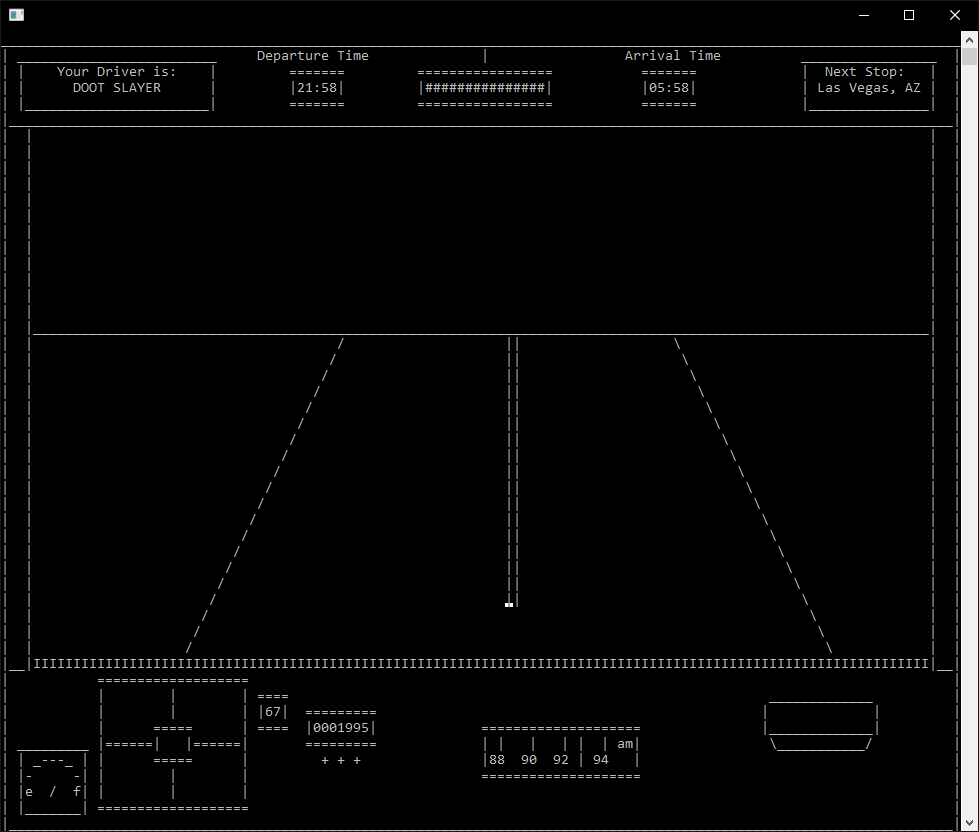 Departure Time | Arrival Time
Your Driver is: ======= ================ ======= Next Stop:
DOOT SLAYER |21:58| |###############| |05:58| Las Vegas, AZ
======= ================ =======
IIIIIIIIIIIIIIIIIIIIIIIIIIIIIIIIIIIIIIIIIIIIIIIIIIIIIIIIIIIIIIIIIIIIIIIIIIIIIIIIIIIIIIIIIIIIIIIIIIIIIIIIIIIIIIII
|67|
|0001995|
am
+ + +
88 90 92 | 94
e / f